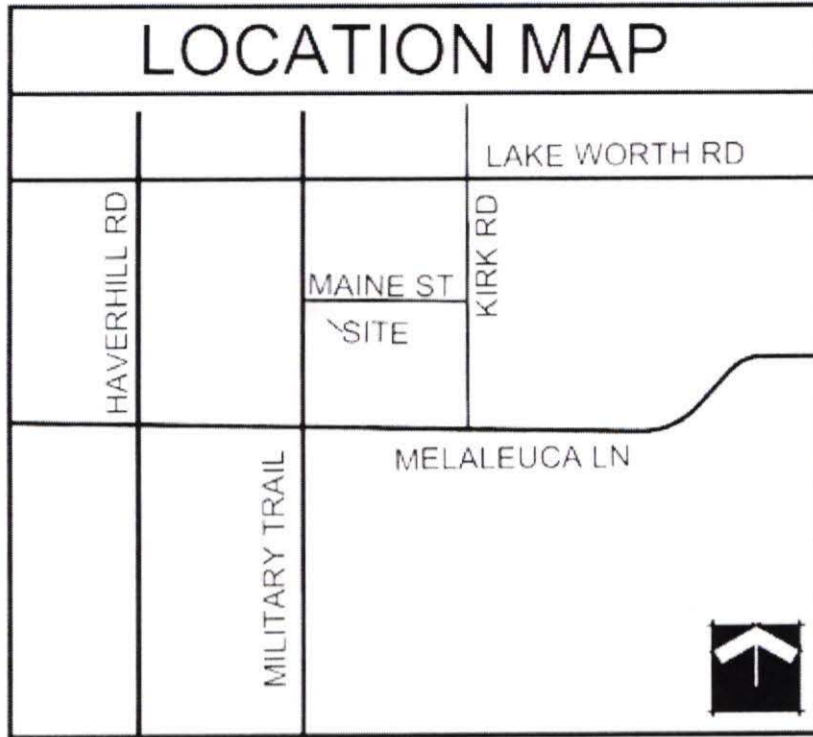 LOCATION MAP
LAKE WORTH RD
HAVERHILL RD
KIRK RD
MAINE ST
SITE
MELALEUCA LN
MILITARY TRAIL